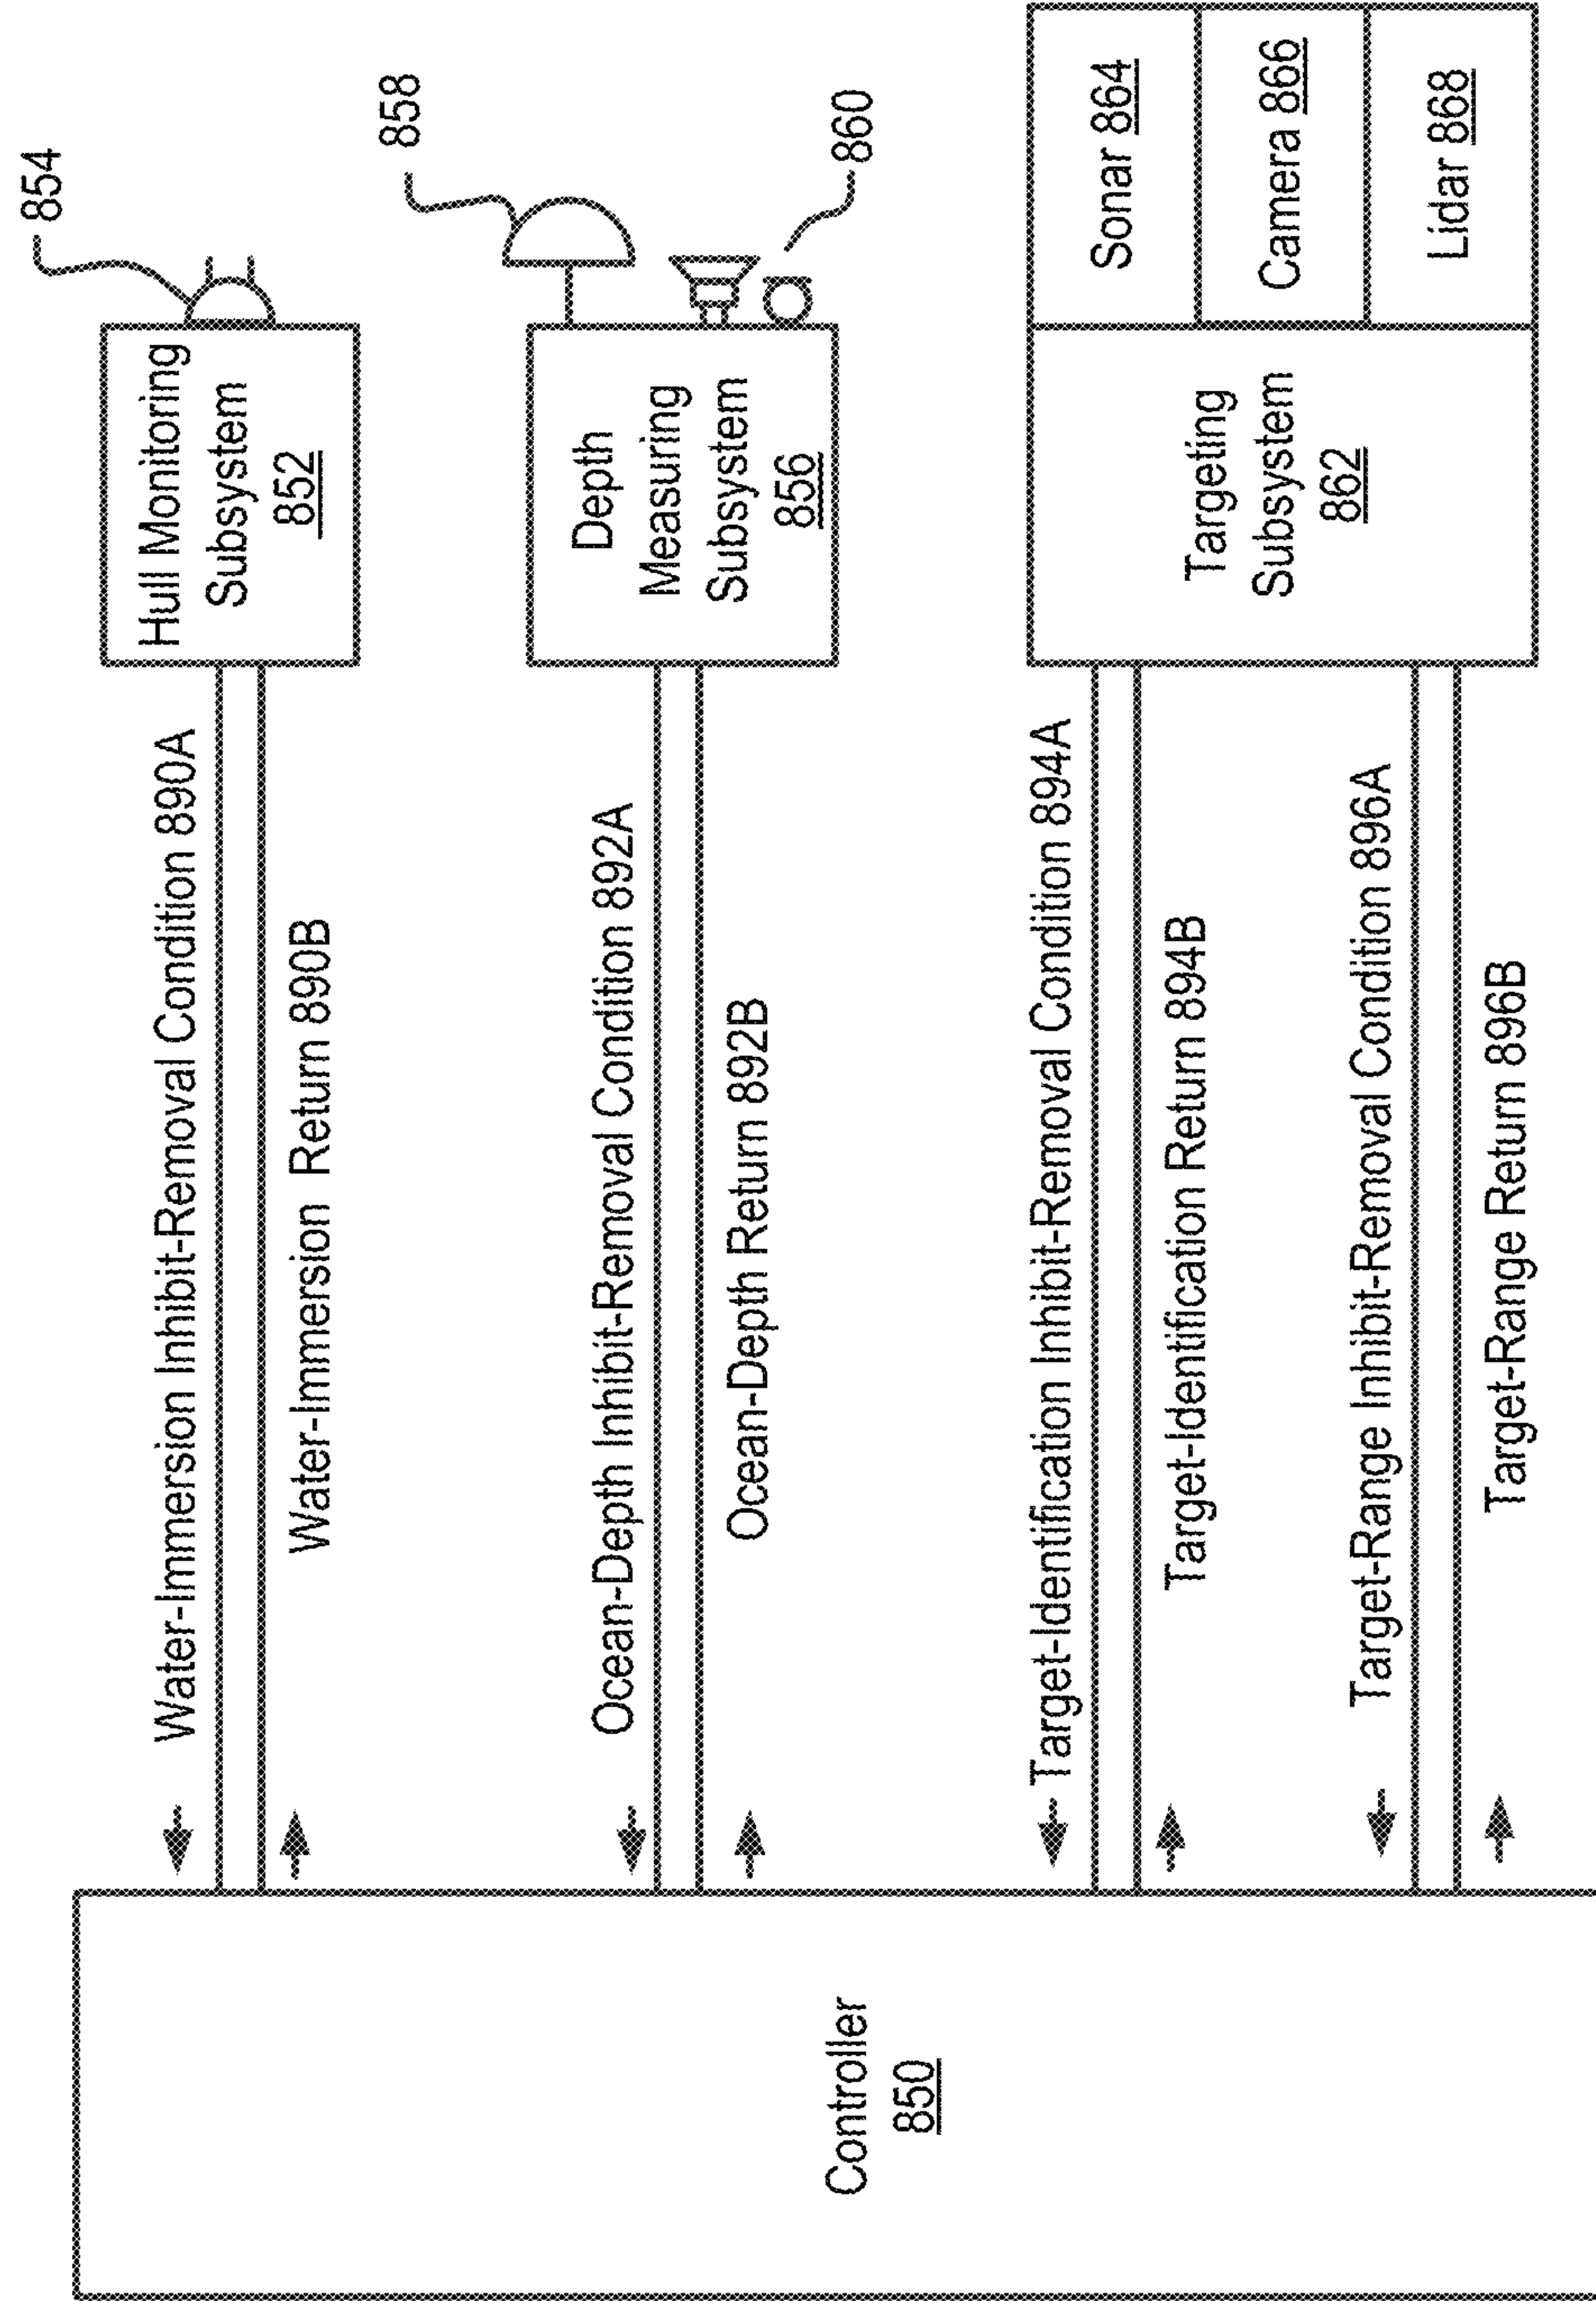 854
Hull Monitoring
Subsystem
852
Water-Immersion Inhibit-Removal Condition 890A
Water-Immersion Return 890B
858
860
Depth
Measuring
Subsystem
856
Ocean-Depth Inhibit-Removal Condition 892A
Ocean-Depth Return 892B
Controller
850
Sonar 864
Camera 866
Lidar 868
Targeting
Subsystem
862
Target-Identification Inhibit-Removal Condition 894A
Target-Identification Return 894B
Target-Range Inhibit-Removal Condition 896A
Target-Range Return 896B